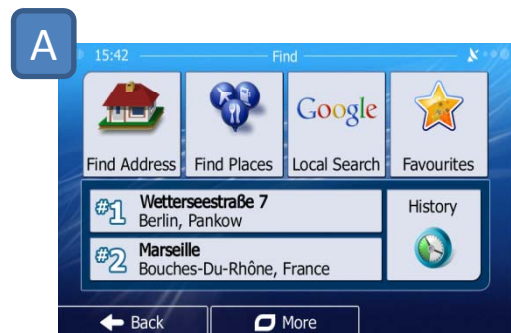 A
15:42 Find
Google
Find Address Find Places Local Search Favourites
#1 Wetterseestraße 7
Berlin, Pankow
History
#2 Marseille
Bouches-Du-Rhône, France
Back More